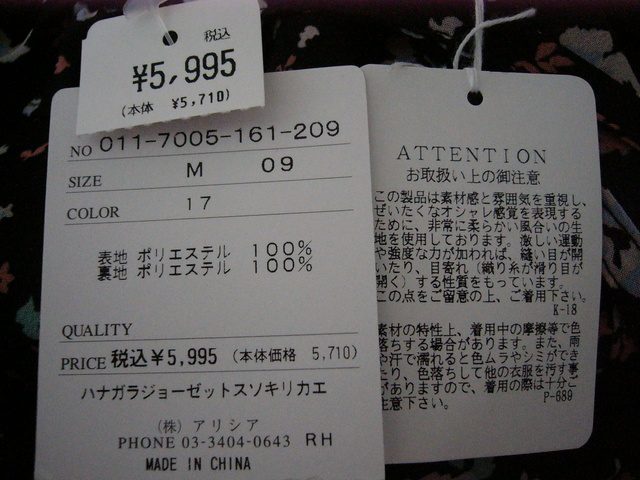 税込
¥5,995
(本体 ¥5,710)
NO 011-7005-161-209
SIZE M 09
COLOR 17
表地 ポリエステル 100%
裏地 ポリエステル 100%
QUALITY
PRICE 税込¥5,995 (本体価格 5,710)
ハナガラジョーゼットスソキリカエ
(株) アリシア
PHONE 03-3404-0643 RH
MADE IN CHINA
ATTENTION
お取扱い上の御注意
この製品は素材感と雰囲気を重視し、
ぜいたくなオシャレ感覚を表現する
ために、非常に柔らかい風合いの生
地を使用しております。激しい運動
や強度な力が加われば、縫い目が開
いたり、目寄れ(織り糸が滑り目が
開く)する性質をもっています。
この点をご留意の上、ご着用下さい。
K-18
素材の特性上、着用中の摩擦等で色
落ちする場合があります。また、雨
や汗で濡れると色ムラやシミができ
たり、色落ちして他の衣服を汚す事
がありますので、着用の際は十分ご
注意下さい。
P-689